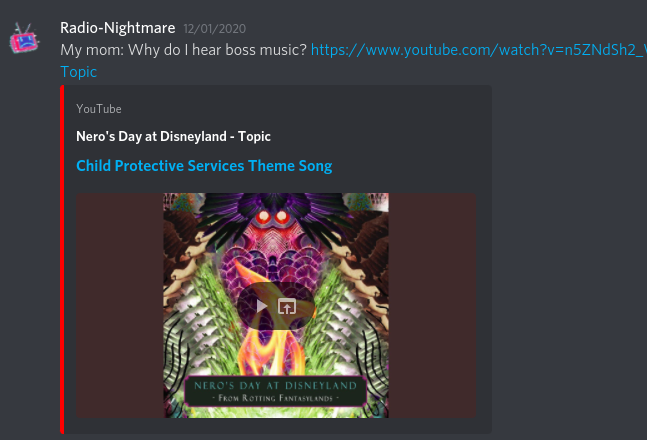 Radio-Nightmare 12/01/2020
My mom: Why do I hear boss music? https://www.youtube.com/watch?v=n5ZNdSh2_
Topic
YouTube
Nero's Day at Disneyland - Topic
Child Protective Services Theme Song
NERO'S DAY AT DISNEYLAND
- FROM ROTTING FANTASYLANDS -